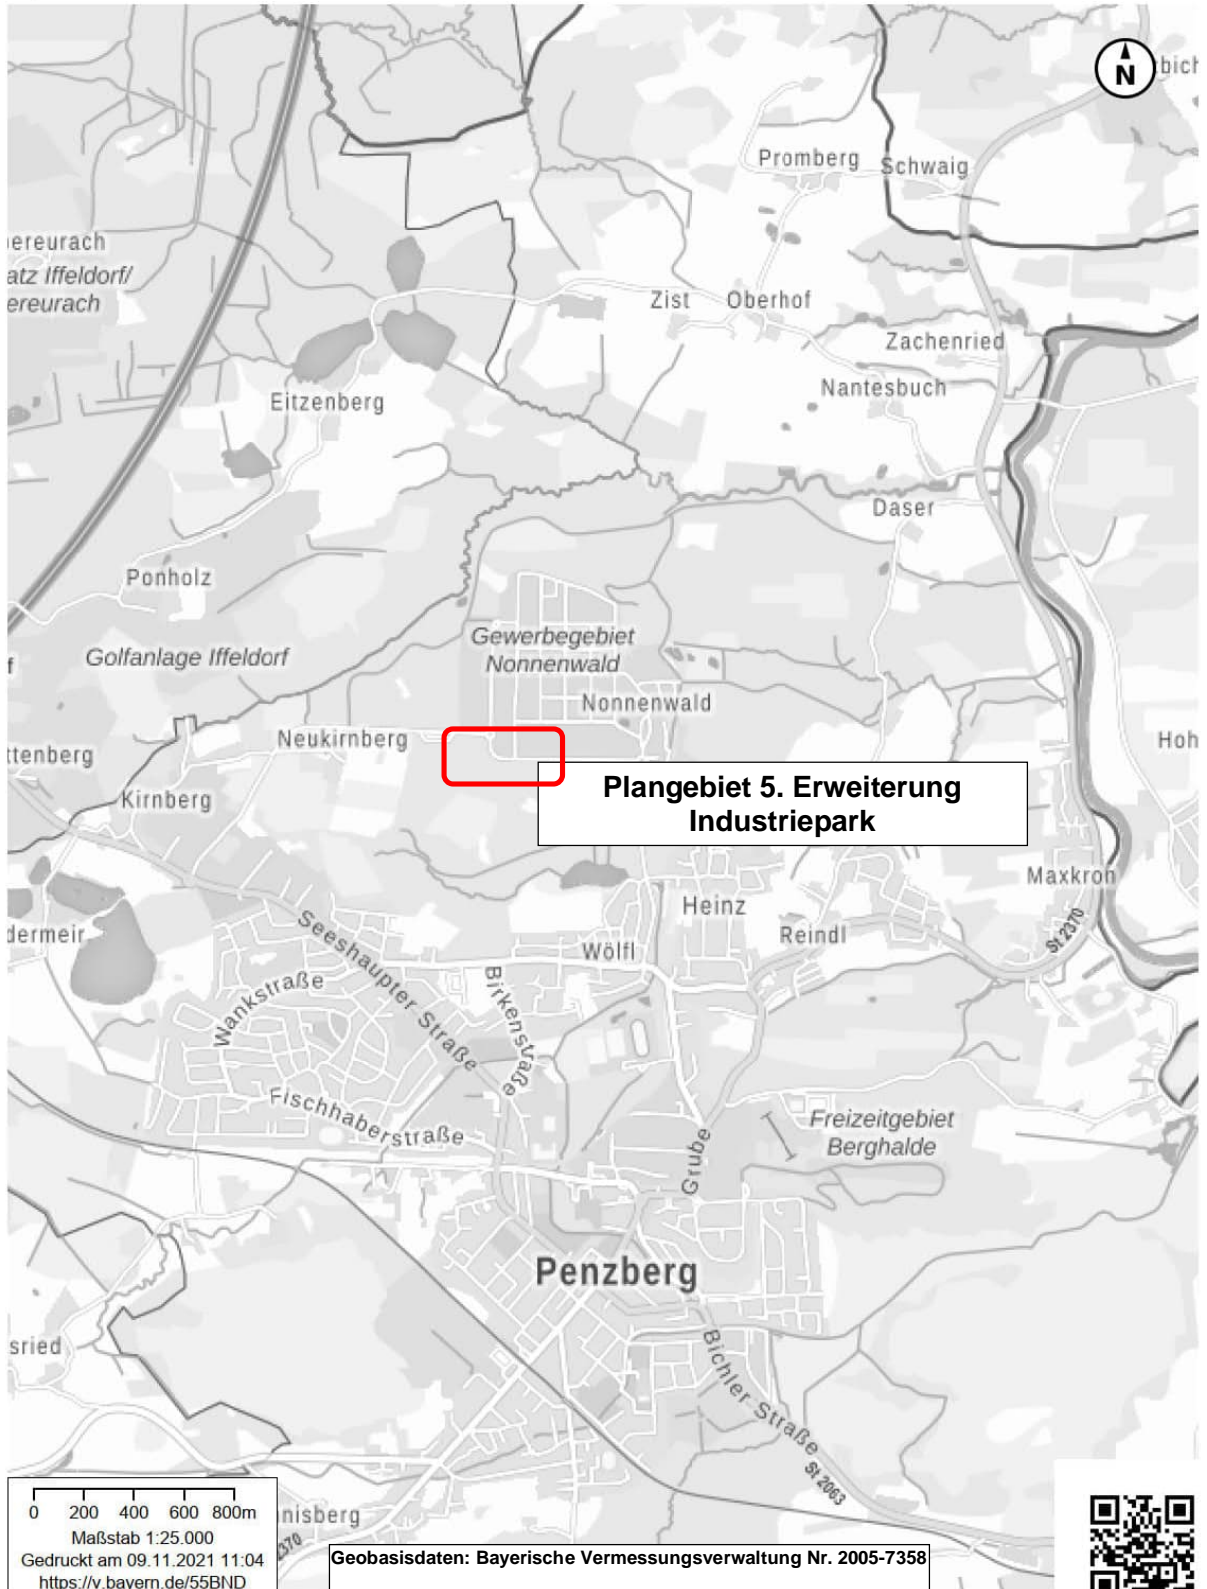 N
Promberg
Schwaig
atz Iffeldorf/
ereurach
Zist
Oberhof
Zachenried
Nantesbuch
Eitzenberg
Daser
Ponholz
Gewerbegebiet
Nonnenwald
Golfanlage Iffeldorf
Nonnenwald
Neukirnberg
ttenberg
Hoh
Kirnberg
Plangebiet 5. Erweiterung
Industriepark
Maxkron
Heinz
dermeir
Reindl
Seeshaupter Straße
Wölfl
St 2370
Wankstraße
Birkenstraße
Fischhaberstraße
Freizeitgebiet
Berghalde
Grube
Penzberg
sried
Bichler Straße
St 2063
0 200 400 600 800m
nnisberg
Maßstab 1:25.000
Gedruckt am 09.11.2021 11:04
https://v.bayern.de/55BND
Geobasisdaten: Bayerische Vermessungsverwaltung Nr. 2005-7358